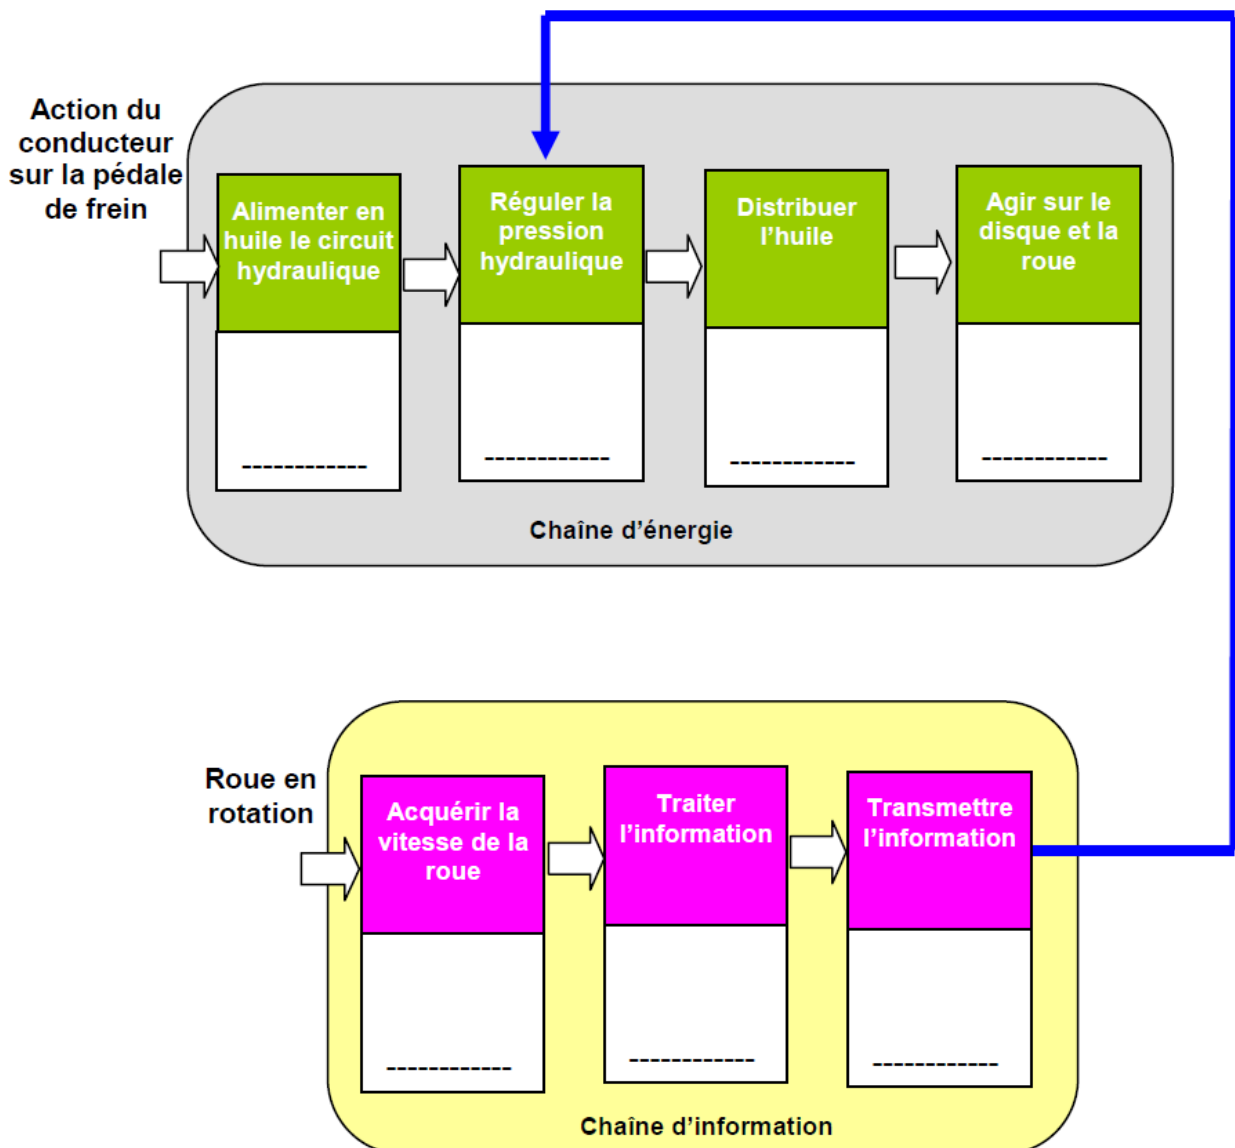 Action du
conducteur
sur la pédale
de frein
Alimenter en
huile le circuit
hydraulique
------------
Réguler la
pression
hydraulique
------------
Distribuer
l’huile
------------
Agir sur le
disque et la
roue
------------
Chaîne d’énergie
Roue en
rotation
Acquérir la
vitesse de la
roue
------------
Traiter
l’information
------------
Transmettre
l’information
------------
Chaîne d’information